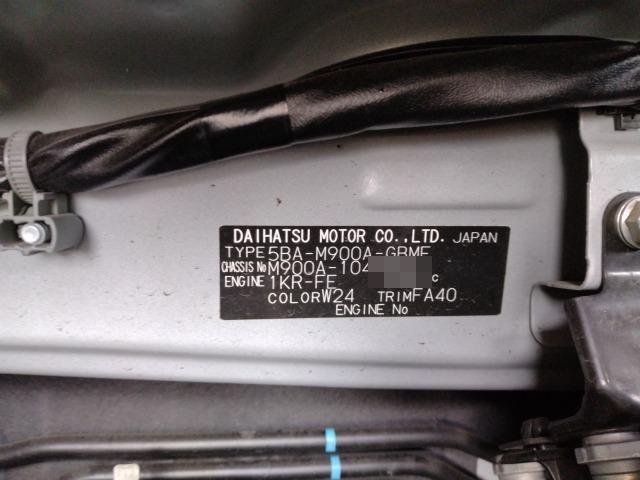 DAIHATSU MOTOR CO.,LTD. JAPAN
TYPE 5BA-M900A-GBME
CHASSIS No M900A-104
ENGINE 1KR-FE c
COLOR W24 TRIM FA40
ENGINE No